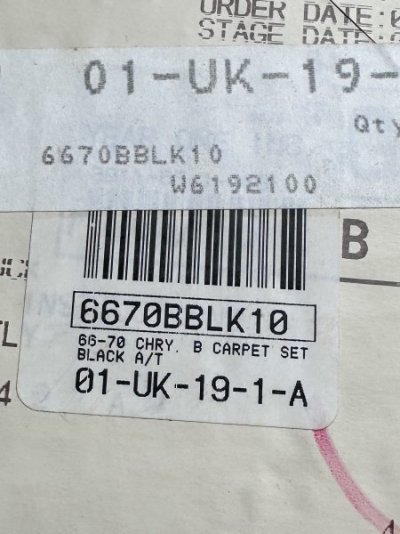 ORDER DATE:
STAGE DATE:
01-UK-19-
Qty
6670BBLK10
W6192100
B
6670BBLK10
66-70 CHRY. B CARPET SET
BLACK A/T
01-UK-19-1-A